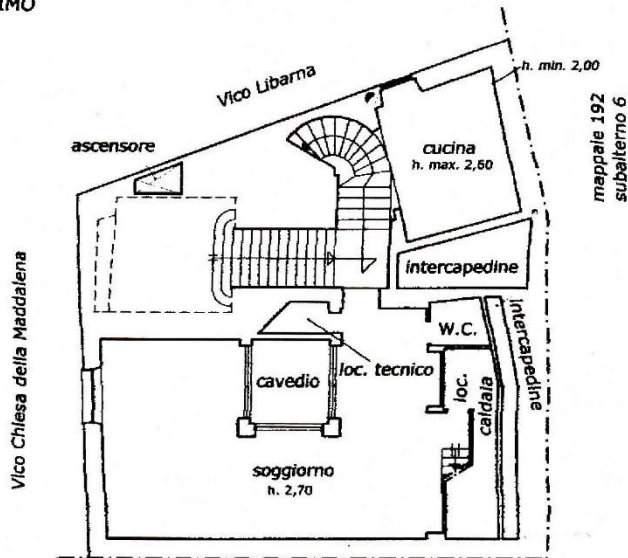 Vico Libarna
h. min. 2,00
mappale 192
subalterno 6
ascensore
cucina
h. max. 2,60
intercapedine
intercapedine
W.C.
loc. tecnico
cavedio
loc.
caldaia
Vico Chiesa della Maddalena
soggiorno
h. 2,70